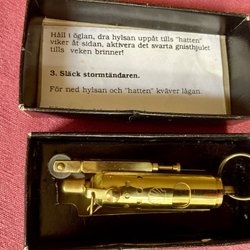 Håll i öglan, dra hylsan uppåt tills "hatten"
viker åt sidan, aktivera det svarta gnisthjulet
tills veken brinner!
3. Släck stormtändaren.
För ned hylsan och "hatten" kväver lågan.